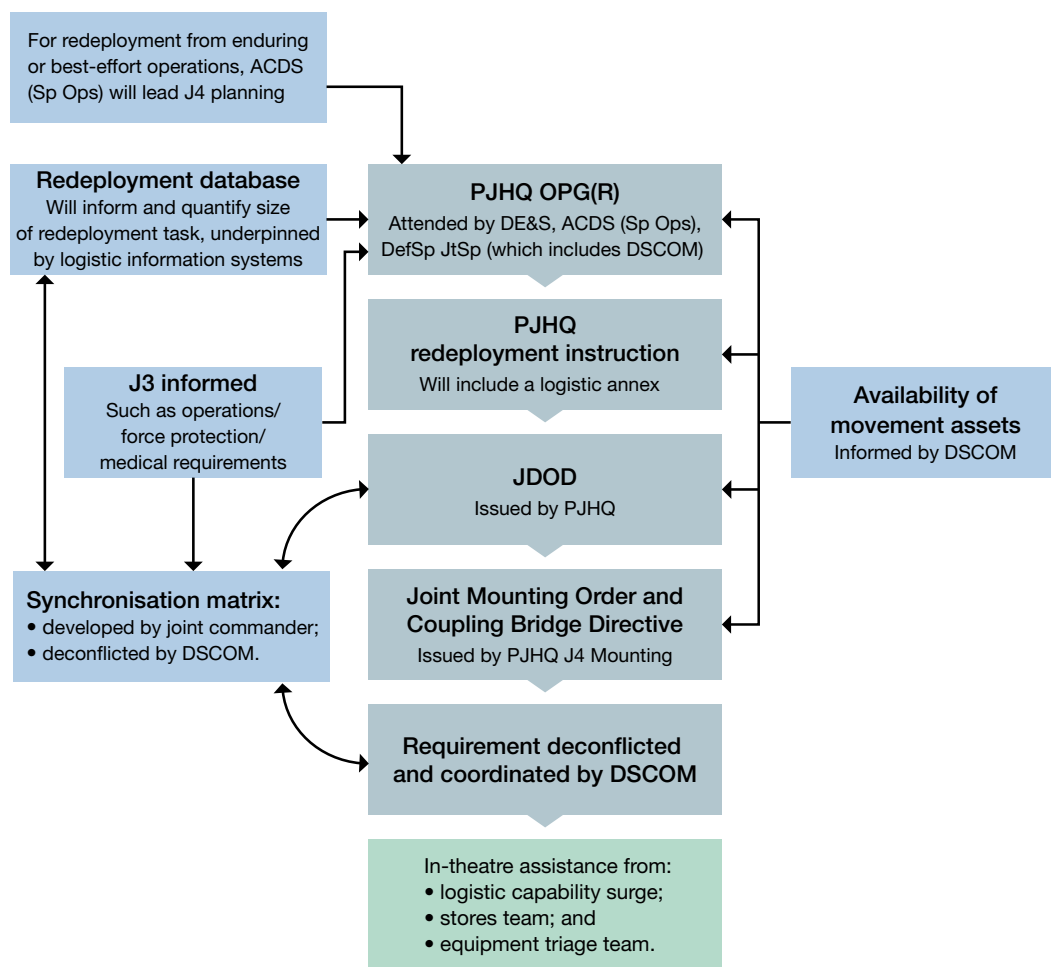 For redeployment from enduring
or best-effort operations, ACDS
(Sp Ops) will lead J4 planning
Redeployment database
Will inform and quantify size
of redeployment task, underpinned
by logistic information systems
PJHQ OPG(R)
Attended by DE&S, ACDS (Sp Ops),
DefSp JtSp (which includes DSCOM)
PJHQ
redeployment instruction
Will include a logistic annex
J3 informed
Such as operations/
force protection/
medical requirements
Availability of
movement assets
Informed by DSCOM
JDOD
Issued by PJHQ
Synchronisation matrix:
• developed by joint commander;
• deconflicted by DSCOM.
Joint Mounting Order and
Coupling Bridge Directive
Issued by PJHQ J4 Mounting
Requirement deconflicted
and coordinated by DSCOM
In-theatre assistance from:
• logistic capability surge;
• stores team; and
• equipment triage team.